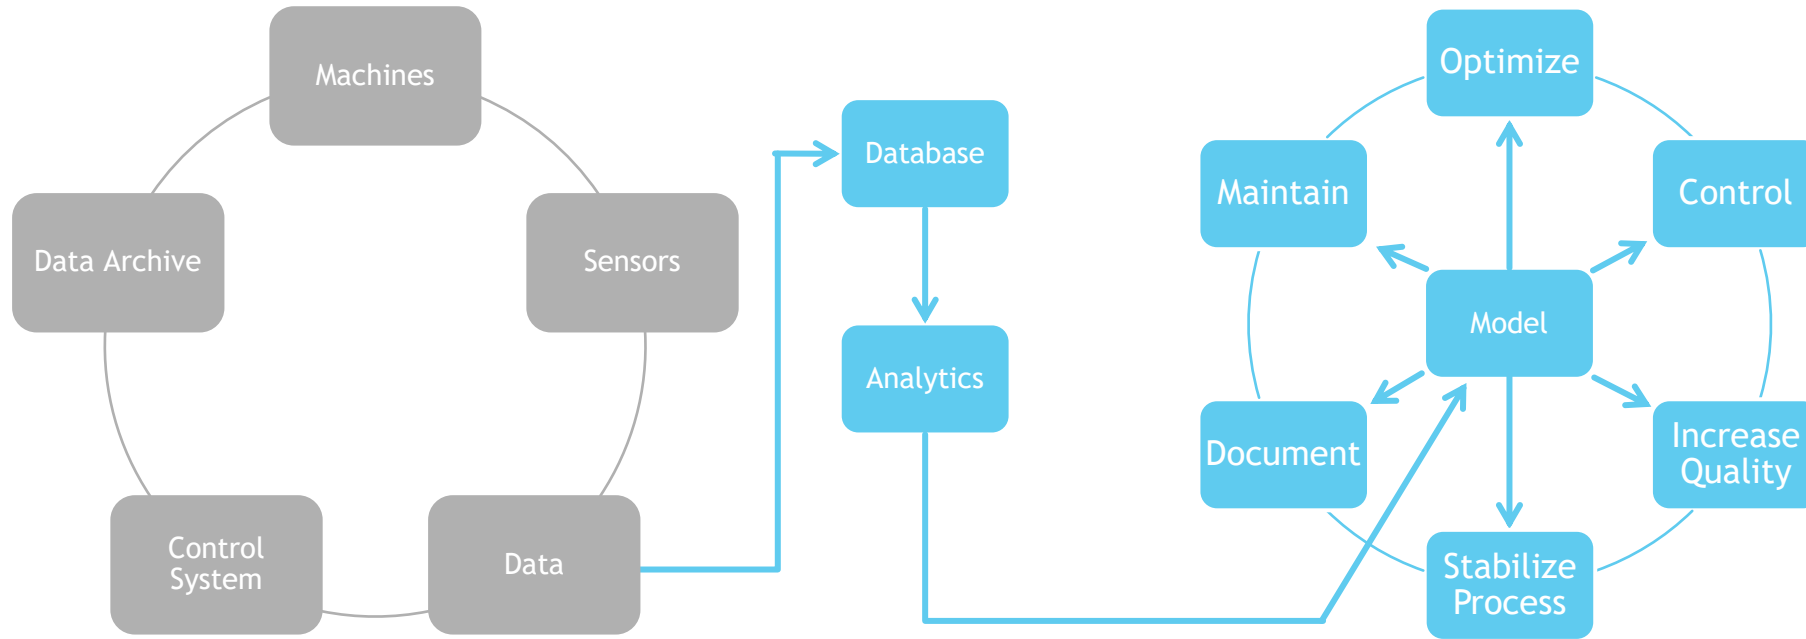 Machines
Sensors
Data
Control
System
Data Archive
Database
Analytics
Model
Optimize
Control
Increase
Quality
Stabilize
Process
Document
Maintain